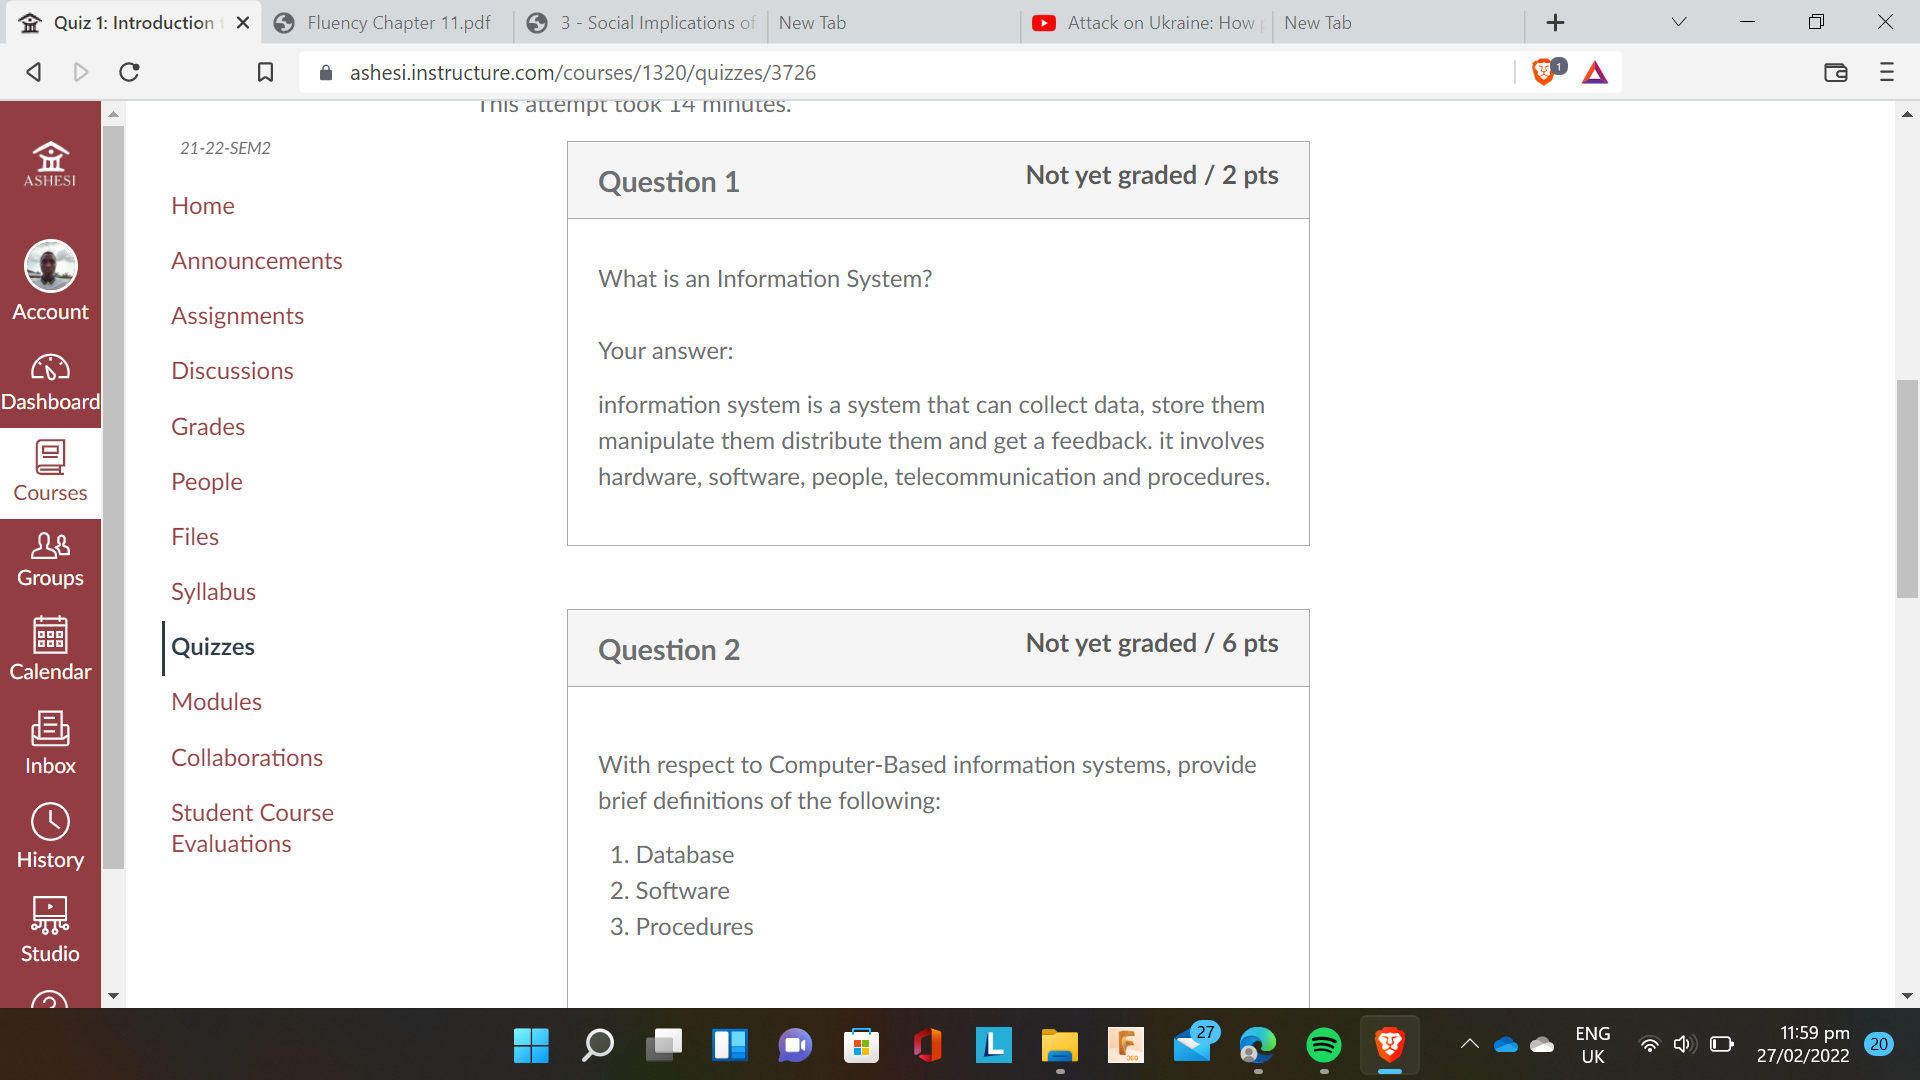 Quiz 1: Introduction
Fluency Chapter 11.pdf
3 - Social Implications of
New Tab
Attack on Ukraine: How
New Tab
ashesi.instructure.com/courses/1320/quizzes/3726
1
This attempt took 14 minutes.
ASHESI
Account
Dashboard
Courses
Groups
Calendar
Inbox
History
Studio
21-22-SEM2
Home
Announcements
Assignments
Discussions
Grades
People
Files
Syllabus
Quizzes
Modules
Collaborations
Student Course
Evaluations
Question 1
Not yet graded / 2 pts
What is an Information System?
Your answer:
information system is a system that can collect data, store them
manipulate them distribute them and get a feedback. it involves
hardware, software, people, telecommunication and procedures.
Question 2
Not yet graded / 6 pts
With respect to Computer-Based information systems, provide
brief definitions of the following:
1. Database
2. Software
3. Procedures
L
F
360
27
ENG
UK
11:59 pm
27/02/2022
20